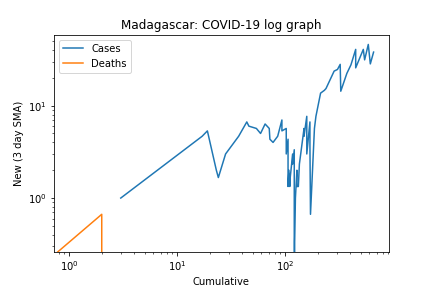 Madagascar: COVID-19 log graph
Cases
Deaths
New (3 day SMA)
10¹
10⁰
10⁰ 10¹ 10²
Cumulative